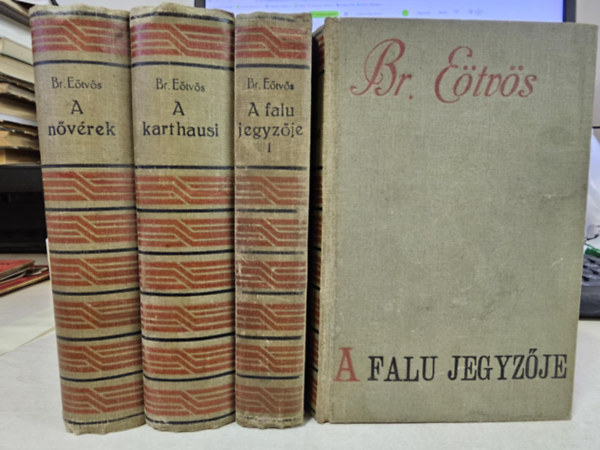 Br. Eötvös
A
nővérek
Br. Eötvös
A
karthausi
Br. Eötvös
A falu
jegyzője
I
Br. Eötvös
A FALU JEGYZŐJE